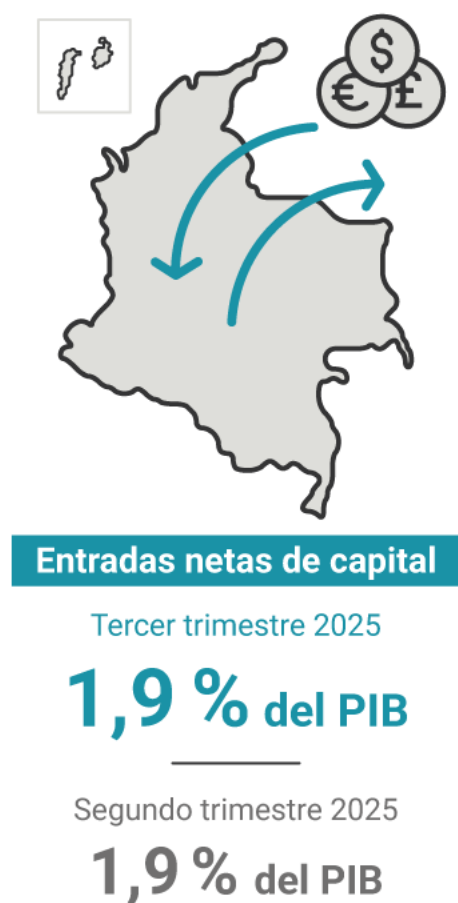 $
€ £
Entradas netas de capital
Tercer trimestre 2025
1,9 % del PIB
Segundo trimestre 2025
1,9 % del PIB